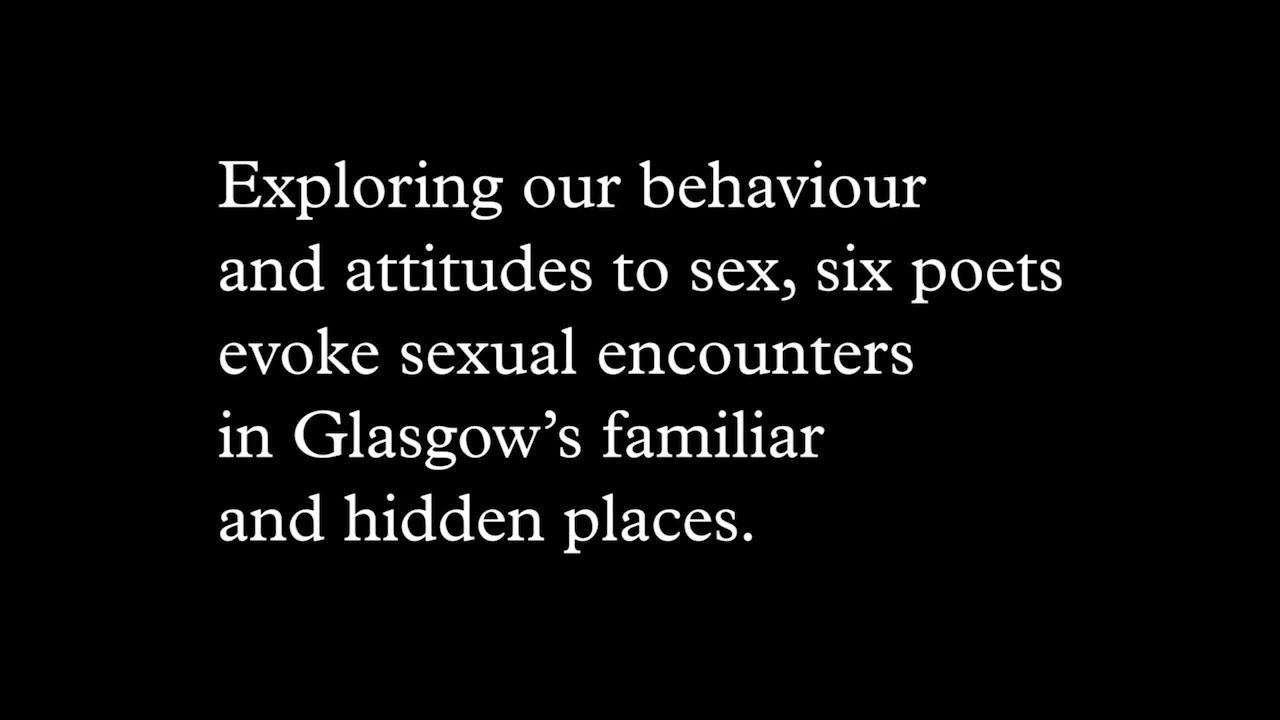 Exploring our behaviour
and attitudes to sex, six poets
evoke sexual encounters
in Glasgow’s familiar
and hidden places.